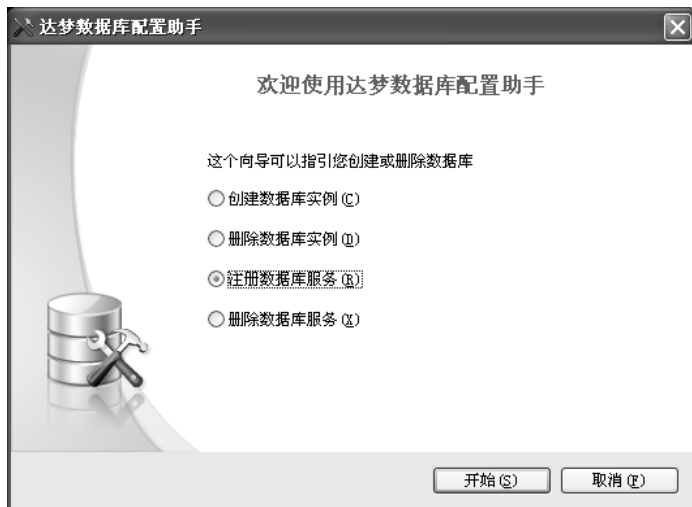 达梦数据库配置助手
欢迎使用达梦数据库配置助手
这个向导可以指引您创建或删除数据库
创建数据库实例(C)
删除数据库实例(D)
注册数据库服务(R)
删除数据库服务(X)
开始(S) 取消(F)